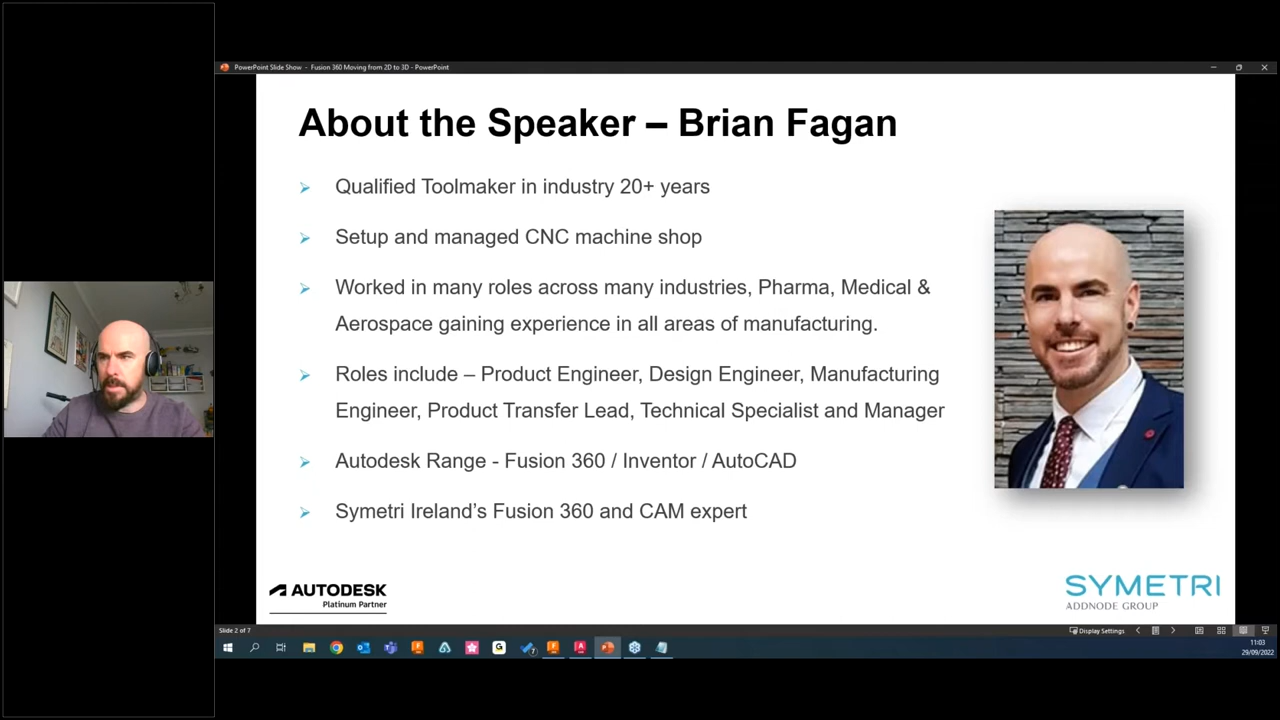 PowerPoint Slide Show - Fusion 360 Moving from 2D to 3D - PowerPoint
About the Speaker – Brian Fagan
Qualified Toolmaker in industry 20+ years
Setup and managed CNC machine shop
Worked in many roles across many industries, Pharma, Medical &
Aerospace gaining experience in all areas of manufacturing.
Roles include – Product Engineer, Design Engineer, Manufacturing
Engineer, Product Transfer Lead, Technical Specialist and Manager
Autodesk Range - Fusion 360 / Inventor / AutoCAD
Symetri Ireland's Fusion 360 and CAM expert
AUTODESK
Platinum Partner
SYMETRI
ADDNODE GROUP
Slide 2 of 7
Display Settings
11:03
29/09/2022